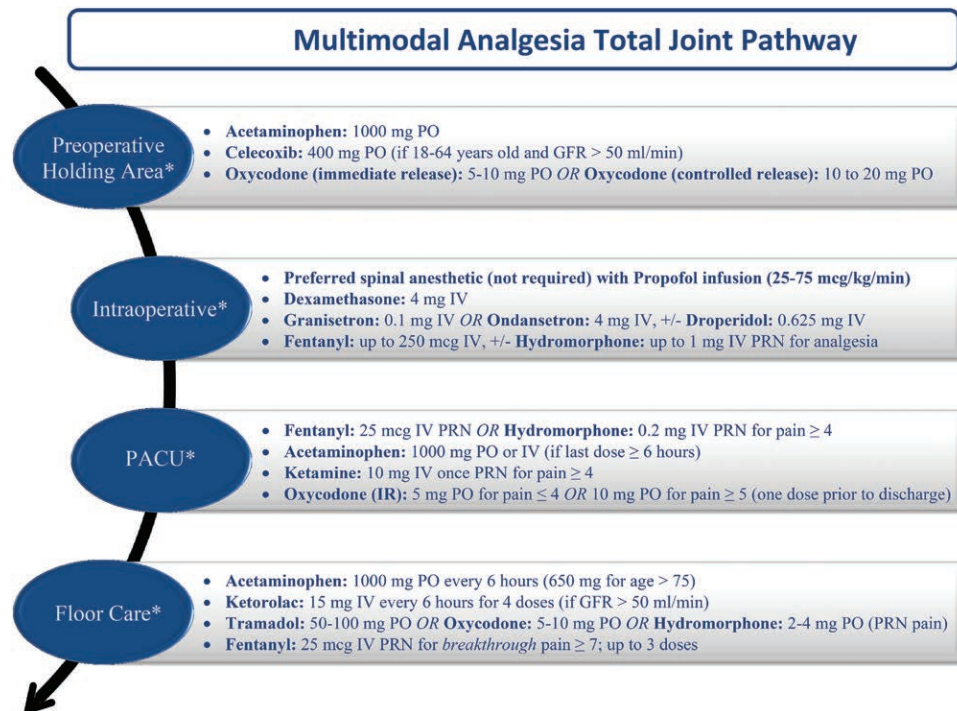 Multimodal Analgesia Total Joint Pathway
Preoperative
Holding Area*
• Acetaminophen: 1000 mg PO
• Celecoxib: 400 mg PO (if 18-64 years old and GFR > 50 ml/min)
• Oxycodone (immediate release): 5-10 mg PO OR Oxycodone (controlled release): 10 to 20 mg PO
Intraoperative*
• Preferred spinal anesthetic (not required) with Propofol infusion (25-75 mcg/kg/min)
• Dexamethasone: 4 mg IV
• Granisetron: 0.1 mg IV OR Ondansetron: 4 mg IV, +/- Droperidol: 0.625 mg IV
• Fentanyl: up to 250 mcg IV, +/- Hydromorphone: up to 1 mg IV PRN for analgesia
PACU*
• Fentanyl: 25 mcg IV PRN OR Hydromorphone: 0.2 mg IV PRN for pain ≥ 4
• Acetaminophen: 1000 mg PO or IV (if last dose ≥ 6 hours)
• Ketamine: 10 mg IV once PRN for pain ≥ 4
• Oxycodone (IR): 5 mg PO for pain ≤ 4 OR 10 mg PO for pain ≥ 5 (one dose prior to discharge)
Floor Care*
• Acetaminophen: 1000 mg PO every 6 hours (650 mg for age > 75)
• Ketorolac: 15 mg IV every 6 hours for 4 doses (if GFR > 50 ml/min)
• Tramadol: 50-100 mg PO OR Oxycodone: 5-10 mg PO OR Hydromorphone: 2-4 mg PO (PRN pain)
• Fentanyl: 25 mcg IV PRN for breakthrough pain ≥ 7; up to 3 doses